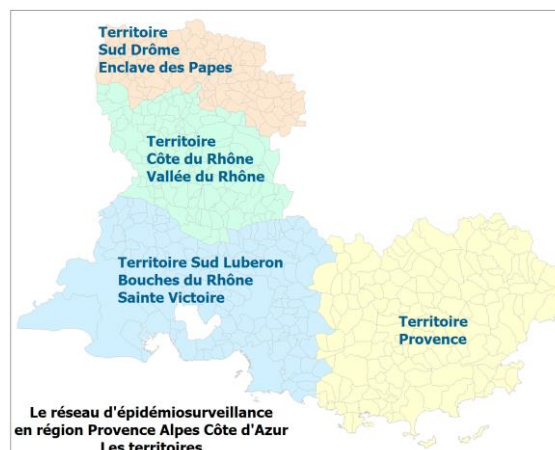 Territoire
Sud Drôme
Enclave des Papes
Territoire
Côte du Rhône
Vallée du Rhône
Territoire Sud Luberon
Bouches du Rhône
Sainte Victoire
Territoire
Provence
Le réseau d'épidémiosurveillance
en région Provence Alpes Côte d'Azur
Les territoires